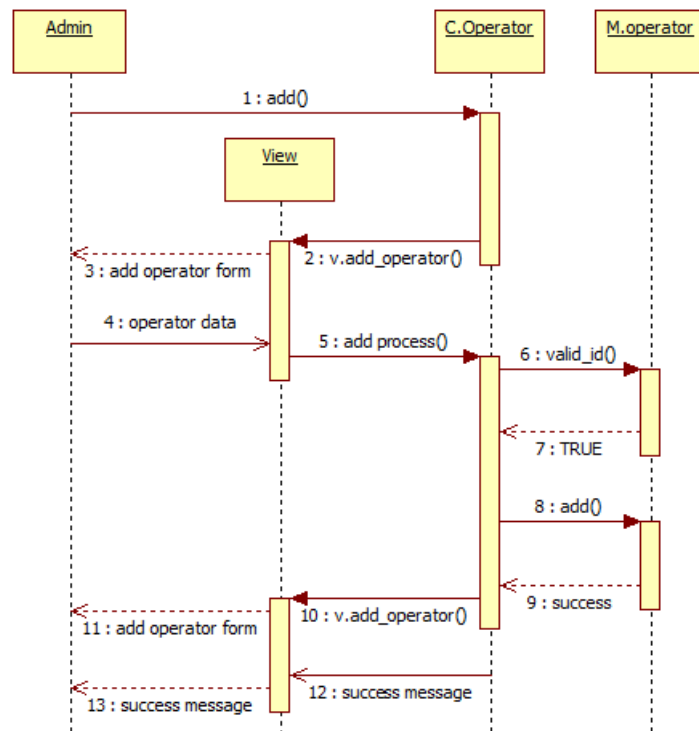 Admin
C.Operator
M.operator
1 : add()
View
2 : v.add_operator()
3 : add operator form
4 : operator data
5 : add process()
6 : valid_id()
7 : TRUE
8 : add()
9 : success
10 : v.add_operator()
11 : add operator form
12 : success message
13 : success message